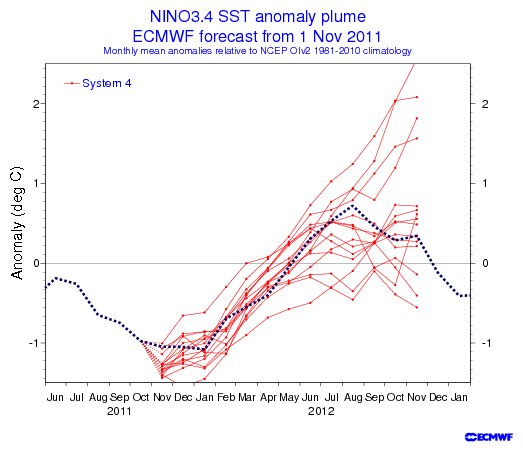 NINO3.4 SST anomaly plume
ECMWF forecast from 1 Nov 2011
Monthly mean anomalies relative to NCEP OIv2 1981-2010 climatology
System 4
Anomaly (deg C)
2 2
1 1
0 0
-1 -1
Jun Jul Aug Sep Oct Nov Dec Jan Feb Mar Apr May Jun Jul Aug Sep Oct Nov Dec Jan
2011 2012
ECMWF